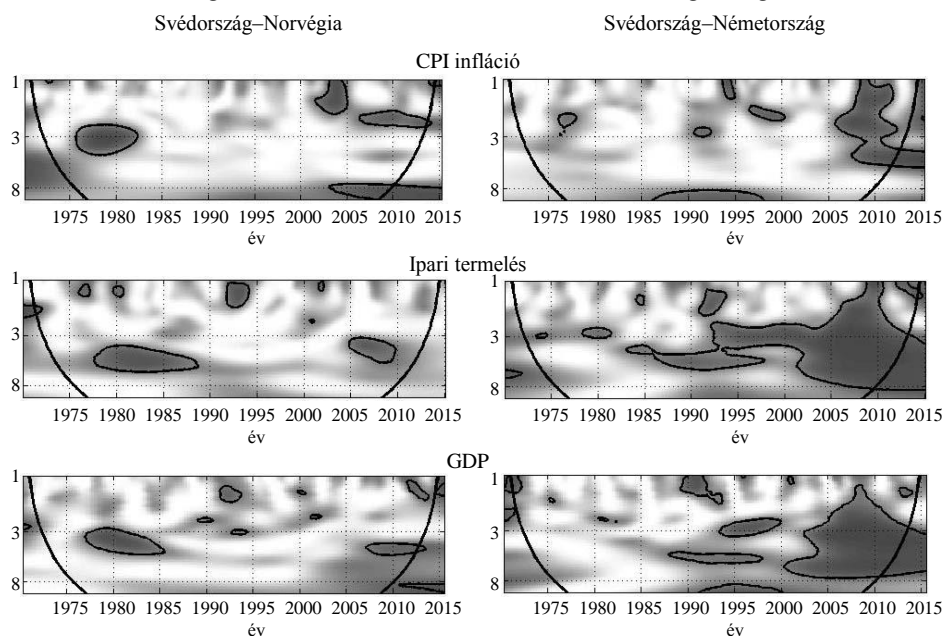 Svédország–Norvégia Svédország–Németország
CPI infláció
1 1
3 3
8 8
1975 1980 1985 1990 1995 2000 2005 2010 2015 1975 1980 1985 1990 1995 2000 2005 2010 2015
év év
Ipari termelés
1 1
3 3
8 8
1975 1980 1985 1990 1995 2000 2005 2010 2015 1975 1980 1985 1990 1995 2000 2005 2010 2015
év év
GDP
1 1
3 3
8 8
1975 1980 1985 1990 1995 2000 2005 2010 2015 1975 1980 1985 1990 1995 2000 2005 2010 2015
év év